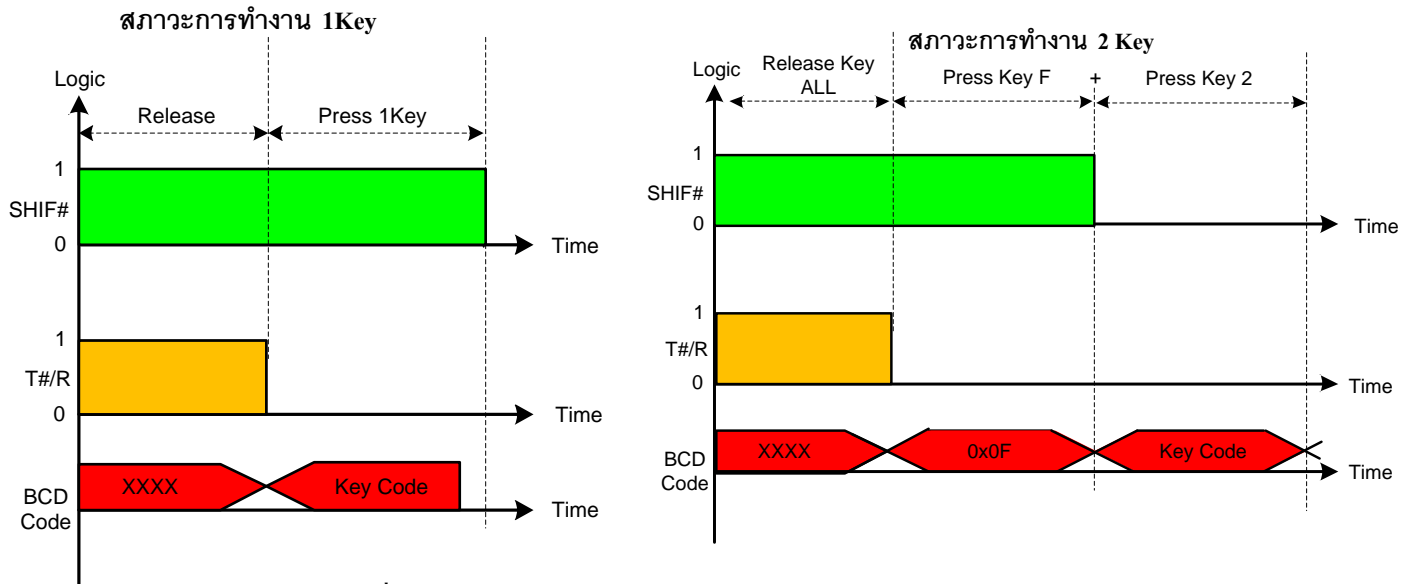 สภาวะการทำงาน 1Key
Logic
Release
Press 1Key
1
SHIF#
0
Time
1
T#/R
0
Time
XXXX
Key Code
BCD
Code
Time
สภาวะการทำงาน 2 Key
Logic
Release Key
ALL
Press Key F
+
Press Key 2
1
SHIF#
0
Time
1
T#/R
0
Time
XXXX
0x0F
Key Code
BCD
Code
Time